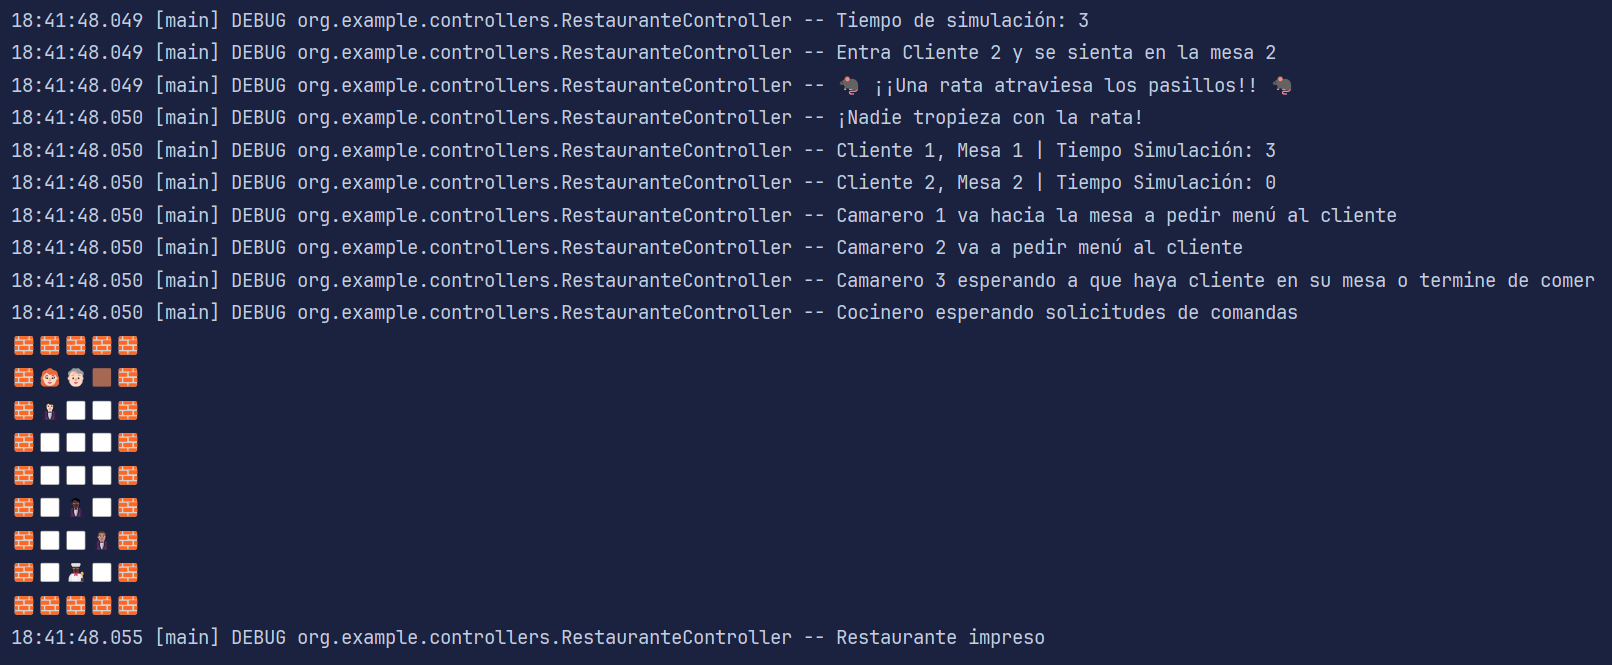 18:41:48.049 [main] DEBUG org.example.controllers.RestauranteController -- Tiempo de simulación: 3
18:41:48.049 [main] DEBUG org.example.controllers.RestauranteController -- Entra Cliente 2 y se sienta en la mesa 2
18:41:48.049 [main] DEBUG org.example.controllers.RestauranteController -- 🐀 ¡¡Una rata atraviesa los pasillos!! 🐀
18:41:48.050 [main] DEBUG org.example.controllers.RestauranteController -- ¡Nadie tropieza con la rata!
18:41:48.050 [main] DEBUG org.example.controllers.RestauranteController -- Cliente 1, Mesa 1 | Tiempo Simulación: 3
18:41:48.050 [main] DEBUG org.example.controllers.RestauranteController -- Cliente 2, Mesa 2 | Tiempo Simulación: 0
18:41:48.050 [main] DEBUG org.example.controllers.RestauranteController -- Camarero 1 va hacia la mesa a pedir menú al cliente
18:41:48.050 [main] DEBUG org.example.controllers.RestauranteController -- Camarero 2 va a pedir menú al cliente
18:41:48.050 [main] DEBUG org.example.controllers.RestauranteController -- Camarero 3 esperando a que haya cliente en su mesa o termine de comer
18:41:48.050 [main] DEBUG org.example.controllers.RestauranteController -- Cocinero esperando solicitudes de comandas
18:41:48.055 [main] DEBUG org.example.controllers.RestauranteController -- Restaurante impreso